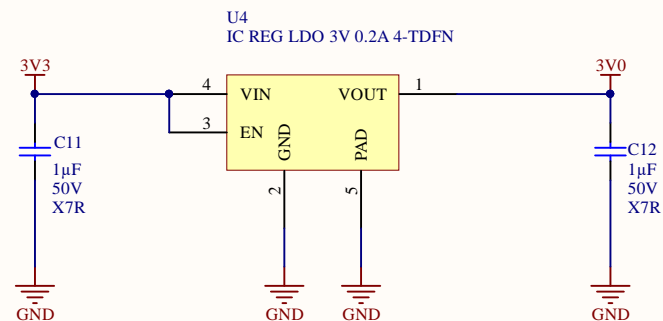 U4
IC REG LDO 3V 0.2A 4-TDFN
3V3
3V0
4
VIN
VOUT
1
3
EN
GND
PAD
2
5
C11
1µF
50V
X7R
C12
1µF
50V
X7R
GND
GND
GND
GND